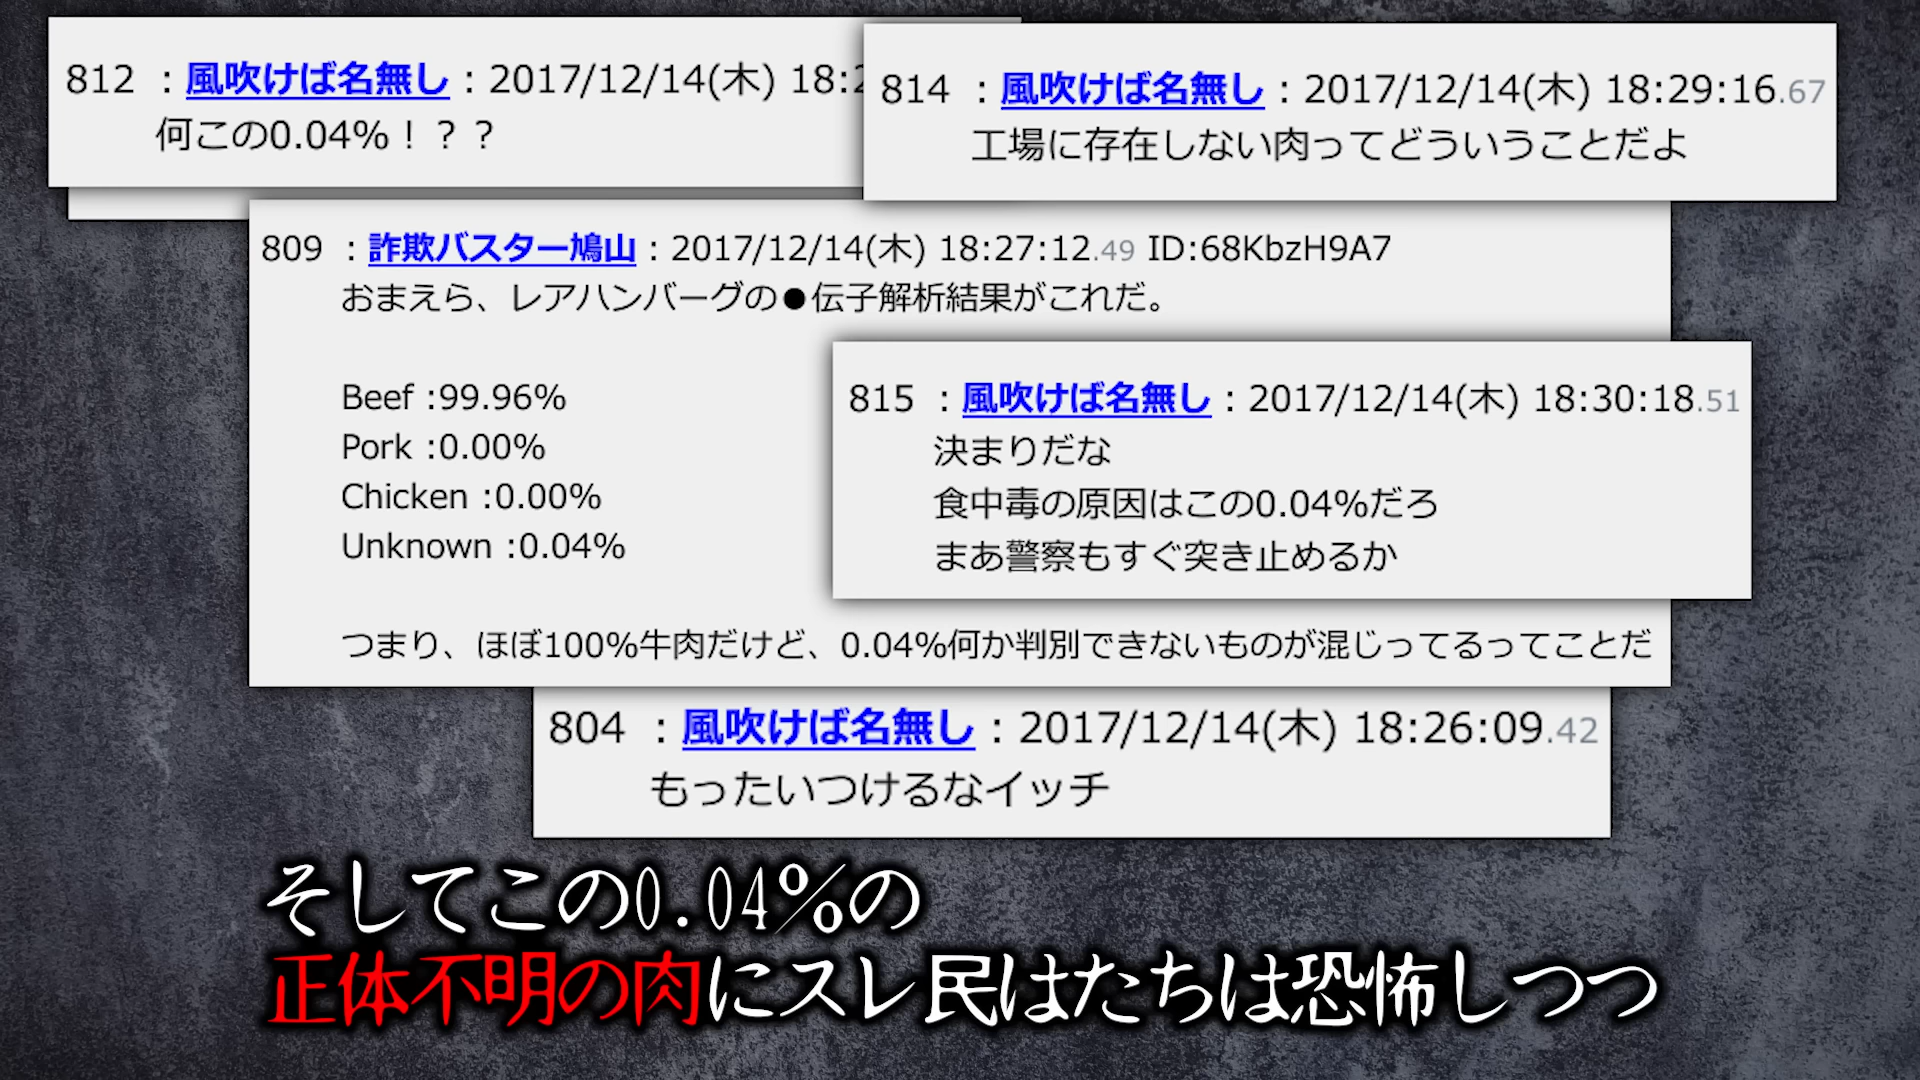 812 ：風吹けば名無し：2017/12/14(木) 18:2
何この0.04%！？？
814 ：風吹けば名無し：2017/12/14(木) 18:29:16.67
工場に存在しない肉ってどういうことだよ
809 ：詐欺バスター鳩山：2017/12/14(木) 18:27:12.49 ID:68KbzH9A7
おまえら、レアハンバーグの●伝子解析結果がこれだ。
Beef :99.96%
Pork :0.00%
Chicken :0.00%
Unknown :0.04%
つまり、ほぼ100%牛肉だけど、0.04%何か判別できないものが混じってるってことだ
815 ：風吹けば名無し：2017/12/14(木) 18:30:18.51
決まりだな
食中毒の原因はこの0.04%だろ
まあ警察もすぐ突き止めるか
804 ：風吹けば名無し：2017/12/14(木) 18:26:09.42
もったいつけるなイッチ
そしてこの0.04%の
正体不明の肉にスレ民はたちは恐怖しつつ